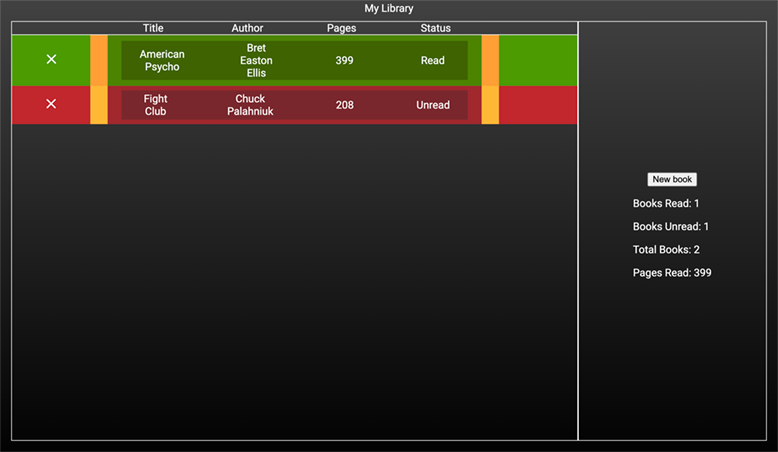 My Library
Title Author Pages Status
× American Psycho Bret Easton Ellis 399 Read
× Fight Club Chuck Palahniuk 208 Unread
New book
Books Read: 1
Books Unread: 1
Total Books: 2
Pages Read: 399